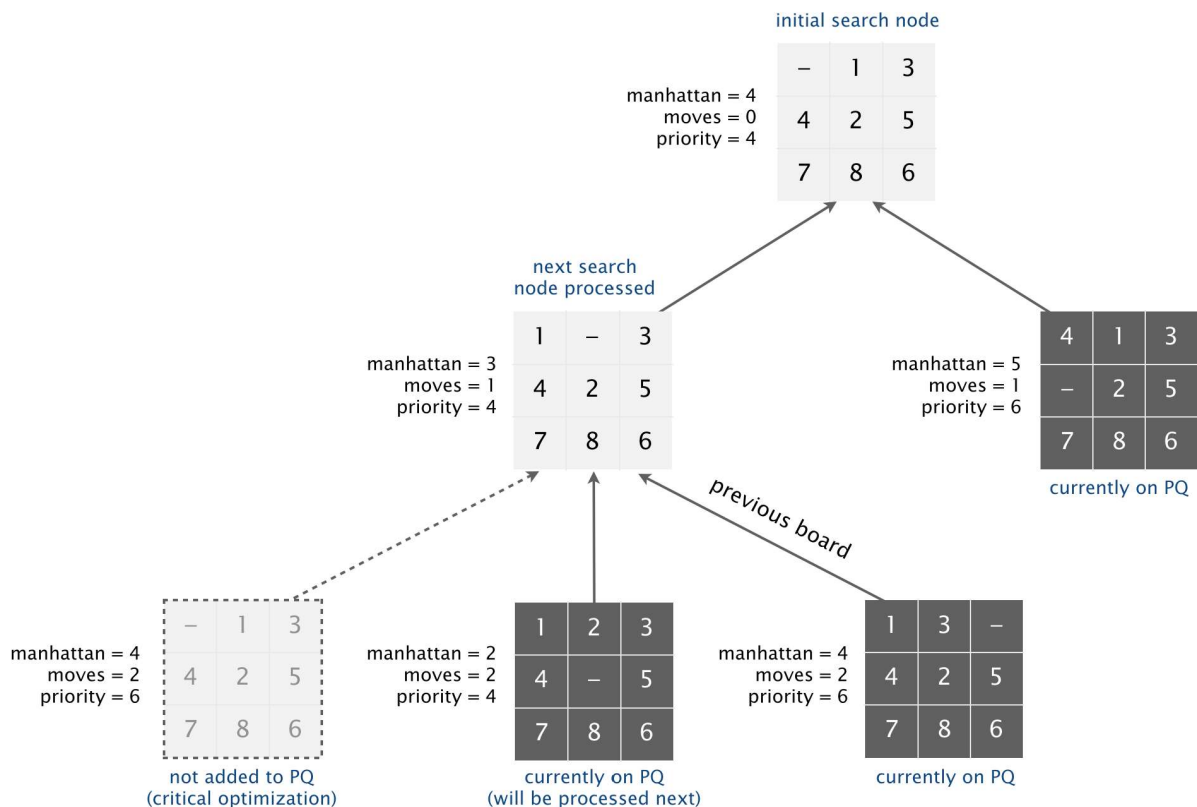 initial search node
– 1 3
4 2 5
7 8 6
manhattan = 4
moves = 0
priority = 4
next search
node processed
1 – 3
4 2 5
7 8 6
manhattan = 3
moves = 1
priority = 4
4 1 3
– 2 5
7 8 6
manhattan = 5
moves = 1
priority = 6
currently on PQ
previous board
– 1 3
4 2 5
7 8 6
manhattan = 4
moves = 2
priority = 6
not added to PQ
(critical optimization)
1 2 3
4 – 5
7 8 6
manhattan = 2
moves = 2
priority = 4
currently on PQ
(will be processed next)
1 3 –
4 2 5
7 8 6
manhattan = 4
moves = 2
priority = 6
currently on PQ